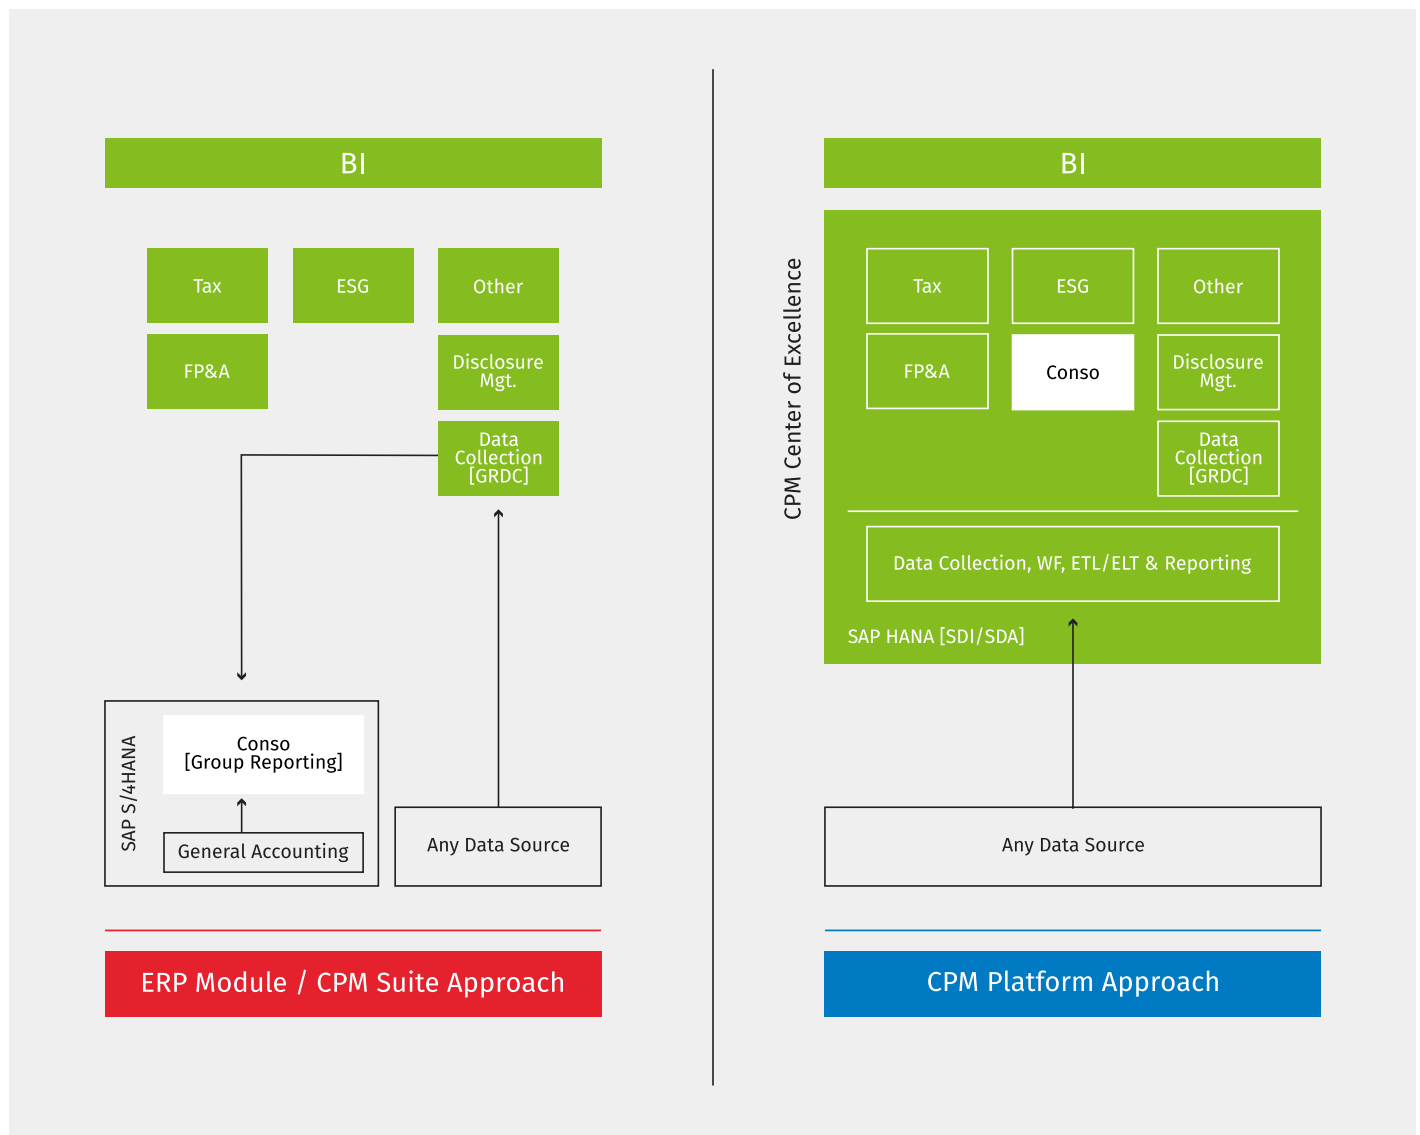 BI
Tax
ESG
Other
FP&A
Disclosure
Mgt.
Data
Collection
[GRDC]
SAP S/4HANA
Conso
[Group Reporting]
General Accounting
Any Data Source
ERP Module / CPM Suite Approach
BI
CPM Center of Excellence
Tax
ESG
Other
FP&A
Conso
Disclosure
Mgt.
Data
Collection
[GRDC]
Data Collection, WF, ETL/ELT & Reporting
SAP HANA [SDI/SDA]
Any Data Source
CPM Platform Approach